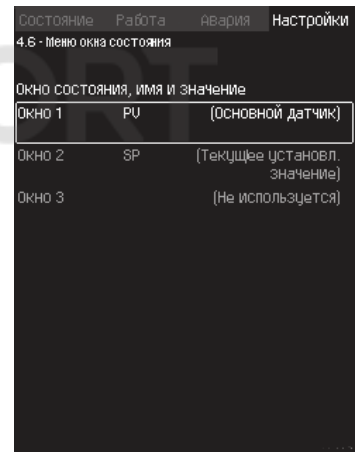 Состояние Работа Авария Настройки
4.6 - Меню окна состояния
Окно состояния, имя и значение
Окно 1 PV (Основной датчик)
Окно 2 SP (Текущее установл.
значение)
Окно 3 (Не используется)